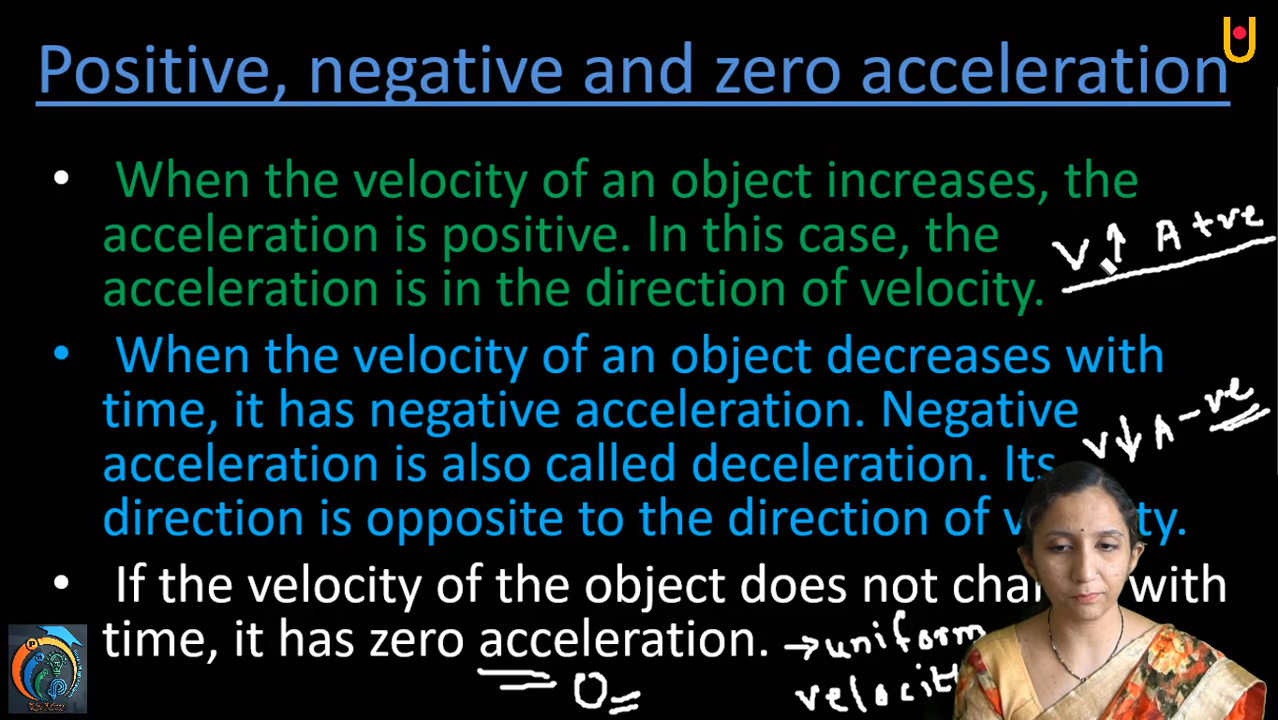 Positive, negative and zero acceleration
• When the velocity of an object increases, the
acceleration is positive. In this case, the
acceleration is in the direction of velocity.
V ↑ A +ve
• When the velocity of an object decreases with
time, it has negative acceleration. Negative
acceleration is also called deceleration. Its
direction is opposite to the direction of v ty.
V ↓ A -ve
• If the velocity of the object does not cha with
time, it has zero acceleration.
→ uniform
velocit
0